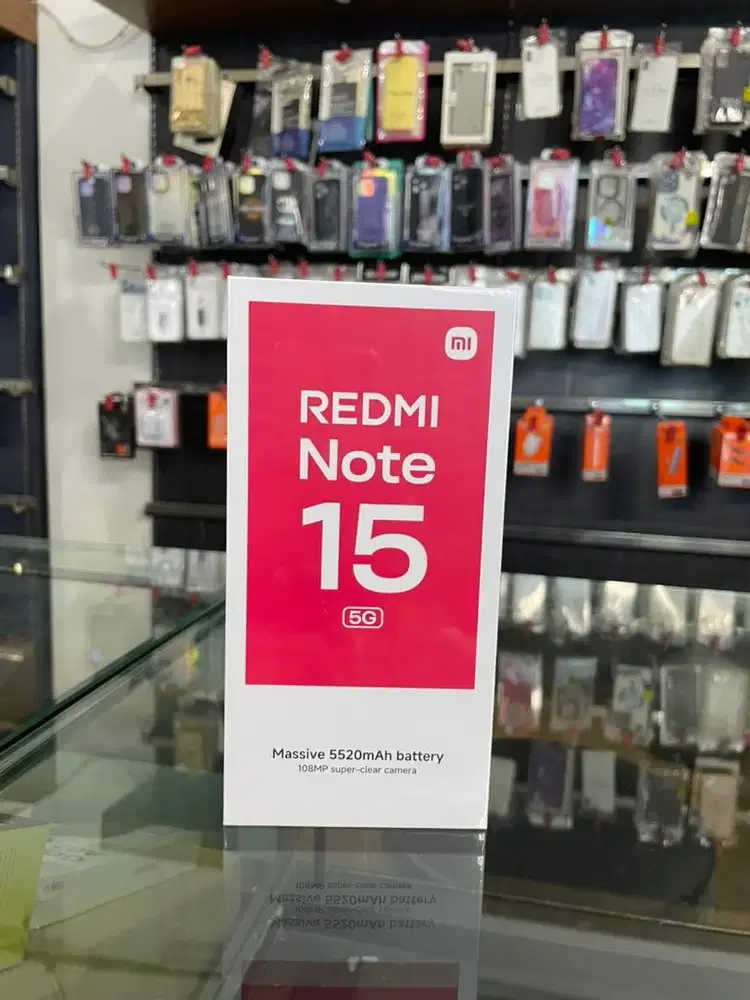 mi
REDMI
Note
15
5G
Massive 5520mAh battery
108MP super-clear camera